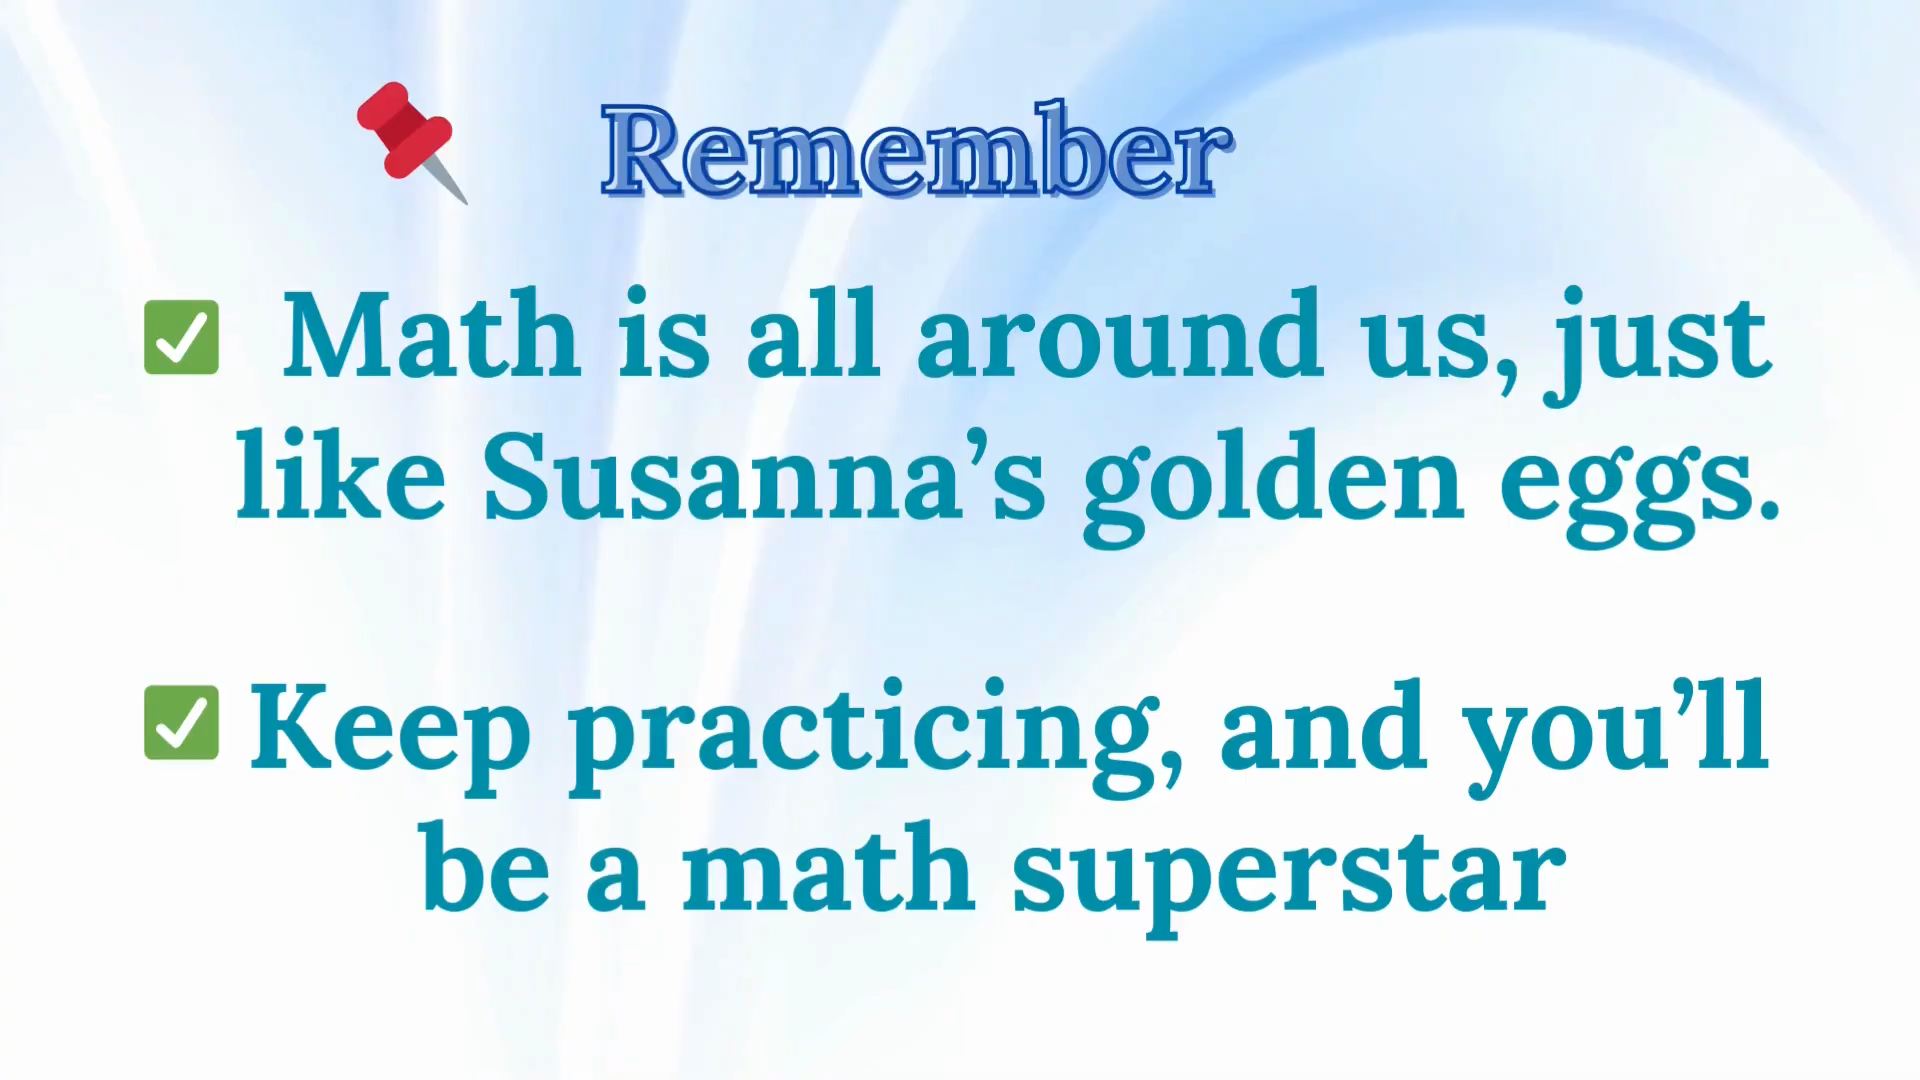 Remember
Math is all around us, just
like Susanna’s golden eggs.
Keep practicing, and you’ll
be a math superstar